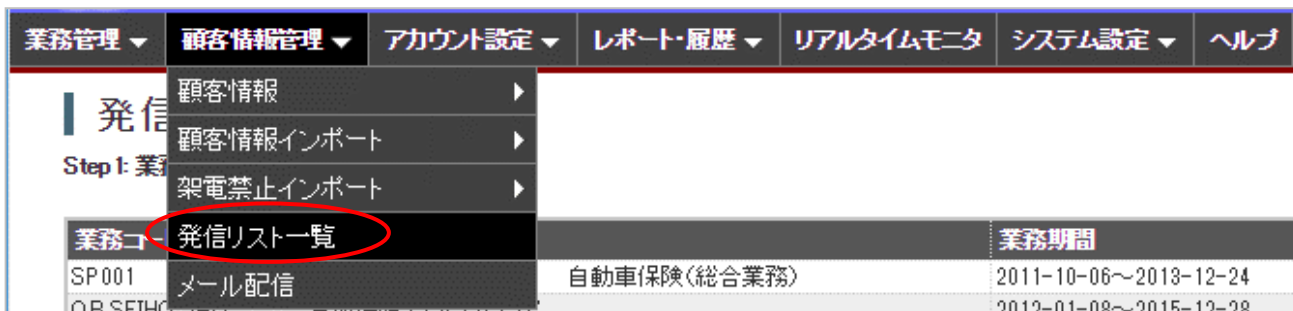 業務管理 ▼ 顧客情報管理 ▼ アカウント設定 ▼ レポート・履歴 ▼ リアルタイムモニタ システム設定 ▼ ヘルプ
顧客情報
発信
顧客情報インポート
Step1: 業
架電禁止インポート
発信リスト一覧
業務コー 業務期間
SP001 自動車保険(総合業務) 2011-10-06～2013-12-24
メール配信
2012-01-08～2015-12-28